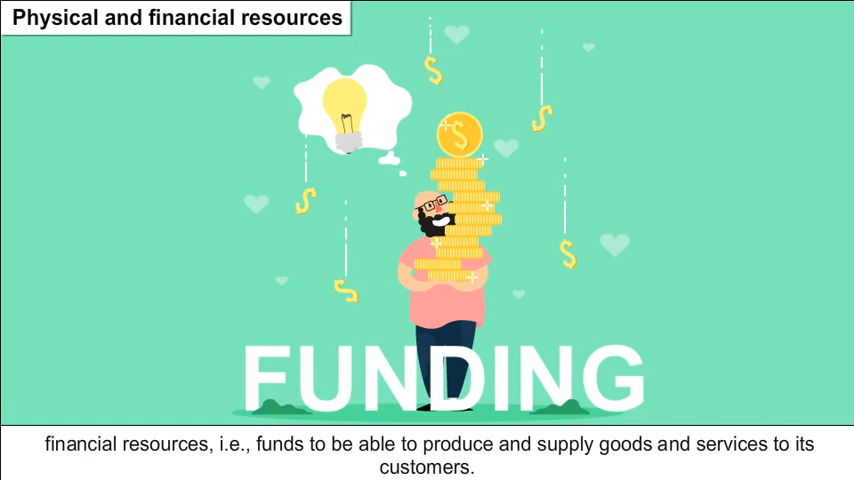 Physical and financial resources
FUNDING
financial resources, i.e., funds to be able to produce and supply goods and services to its
customers.